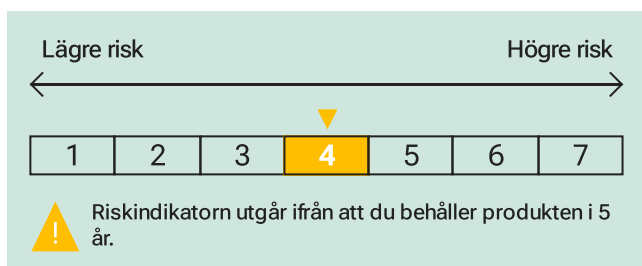 Lägre risk Högre risk
1 2 3 4 5 6 7
Riskindikatorn utgår ifrån att du behåller produkten i 5
år.